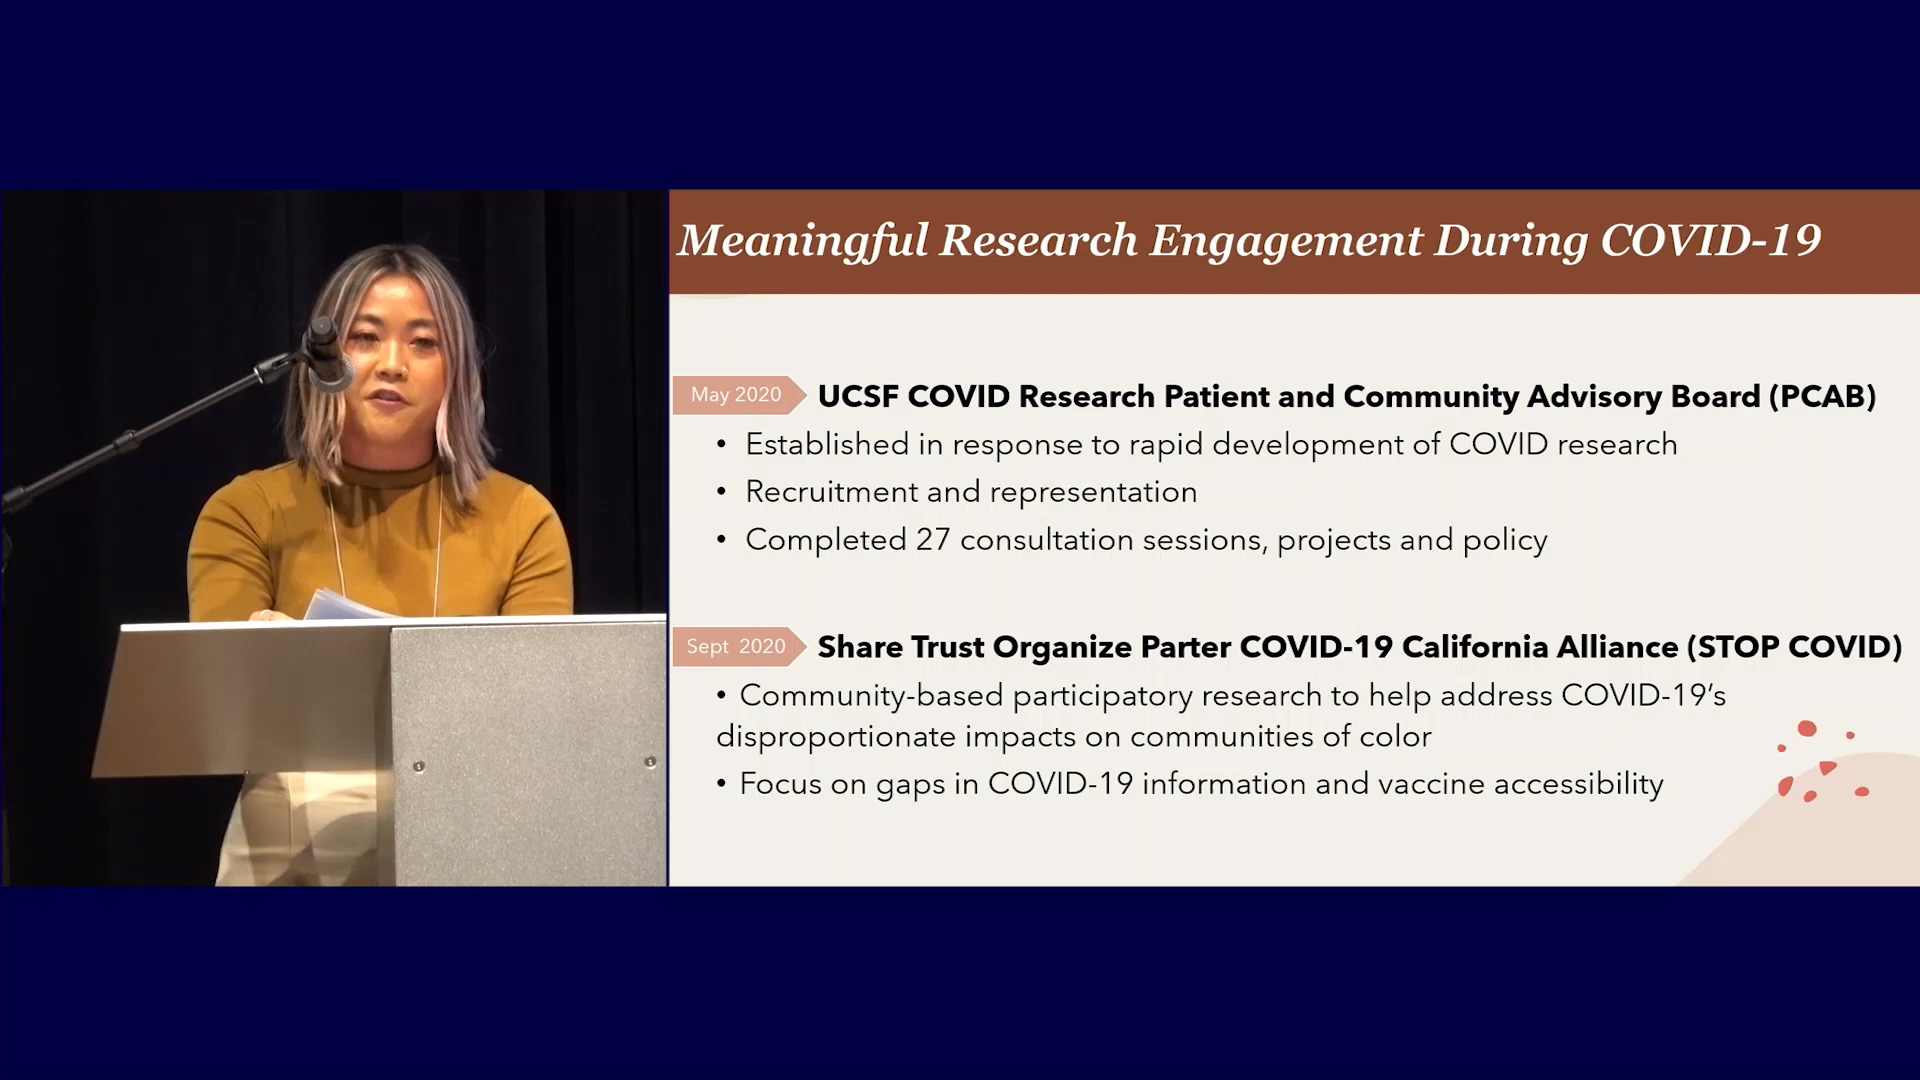 Meaningful Research Engagement During COVID-19
May 2020
UCSF COVID Research Patient and Community Advisory Board (PCAB)
• Established in response to rapid development of COVID research
• Recruitment and representation
• Completed 27 consultation sessions, projects and policy
Sept 2020
Share Trust Organize Parter COVID-19 California Alliance (STOP COVID)
• Community-based participatory research to help address COVID-19’s
disproportionate impacts on communities of color
• Focus on gaps in COVID-19 information and vaccine accessibility